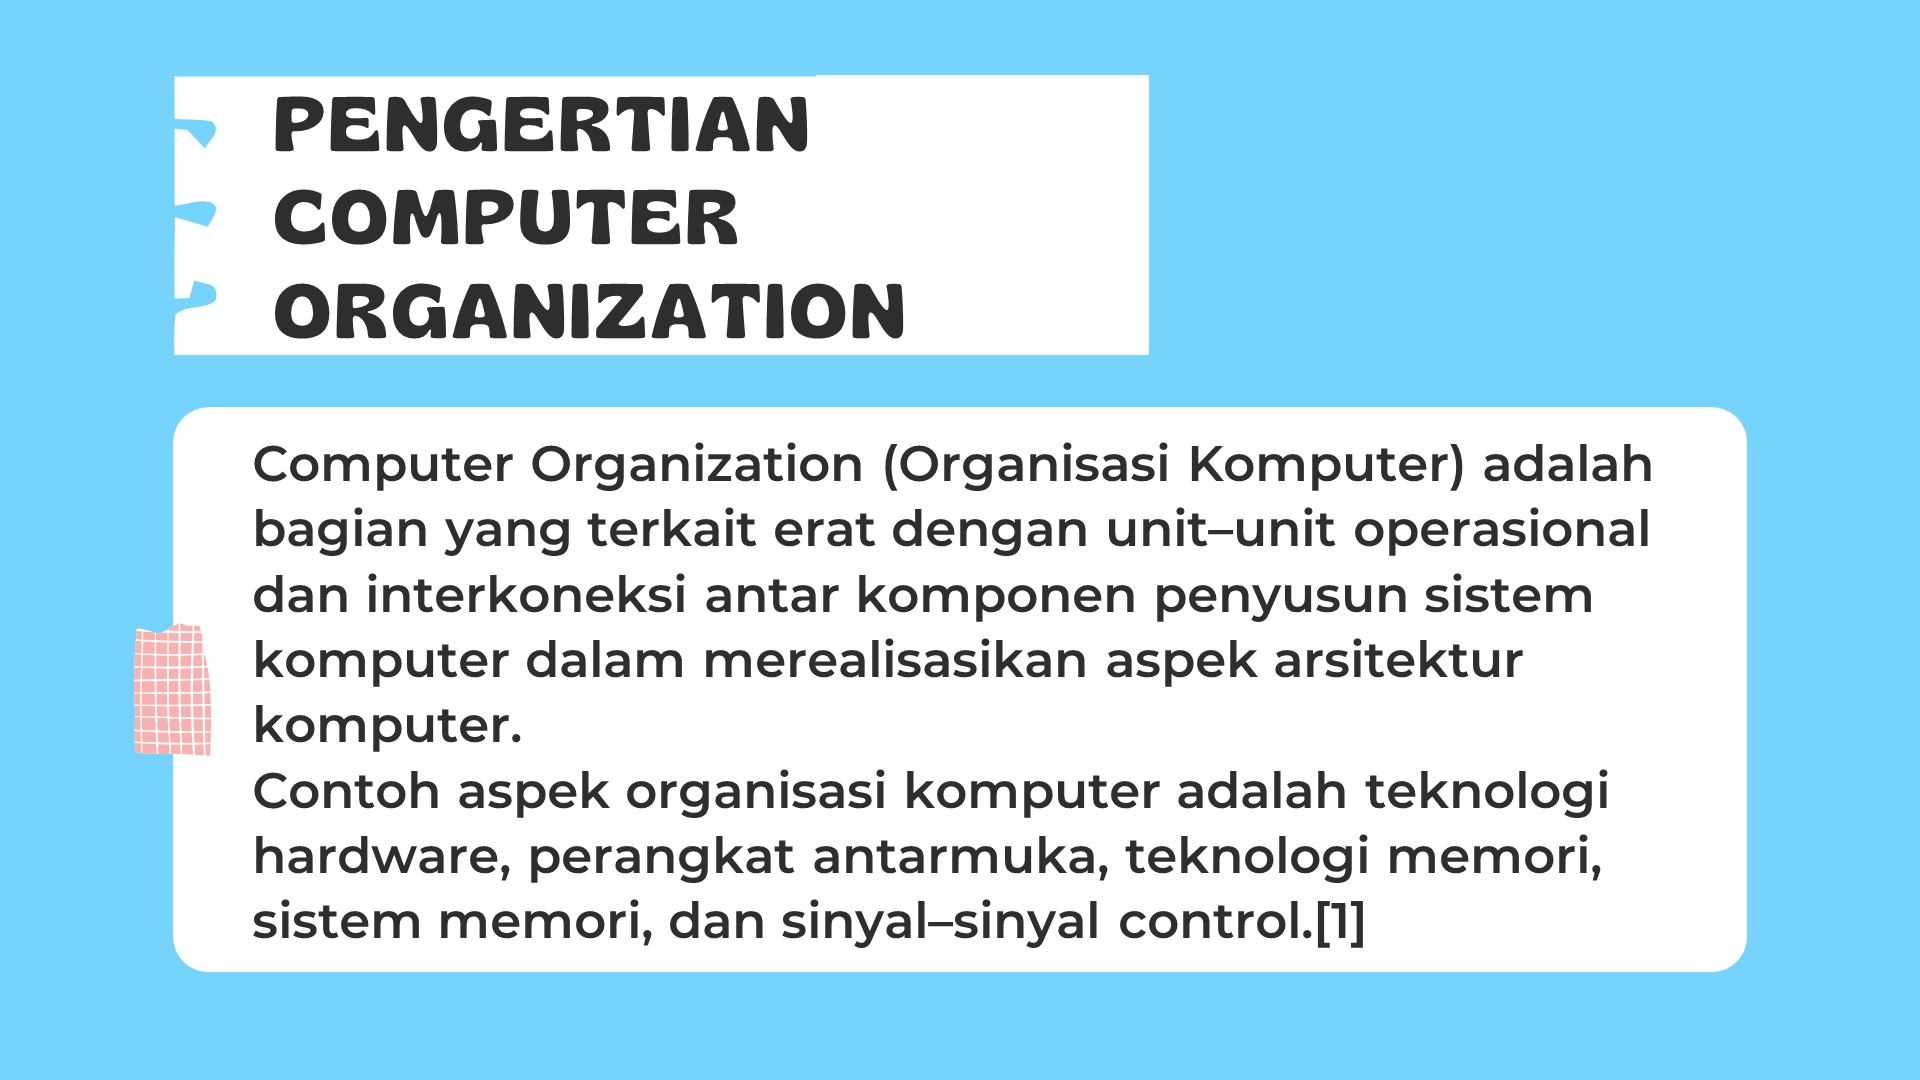 PENGERTIAN
COMPUTER
ORGANIZATION
Computer Organization (Organisasi Komputer) adalah
bagian yang terkait erat dengan unit–unit operasional
dan interkoneksi antar komponen penyusun sistem
komputer dalam merealisasikan aspek arsitektur
komputer.
Contoh aspek organisasi komputer adalah teknologi
hardware, perangkat antarmuka, teknologi memori,
sistem memori, dan sinyal–sinyal control.[1]